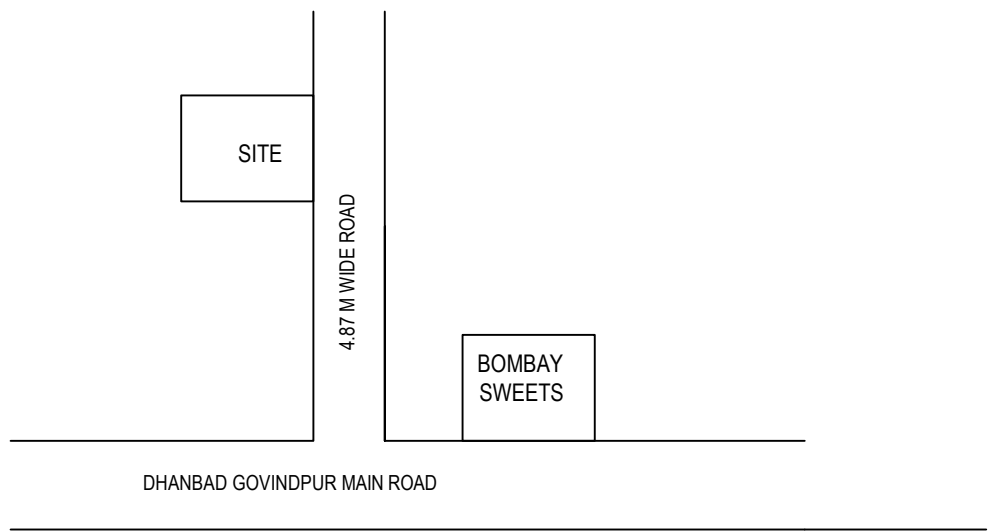 SITE
4.87 M WIDE ROAD
BOMBAY
SWEETS
DHANBAD GOVINDPUR MAIN ROAD